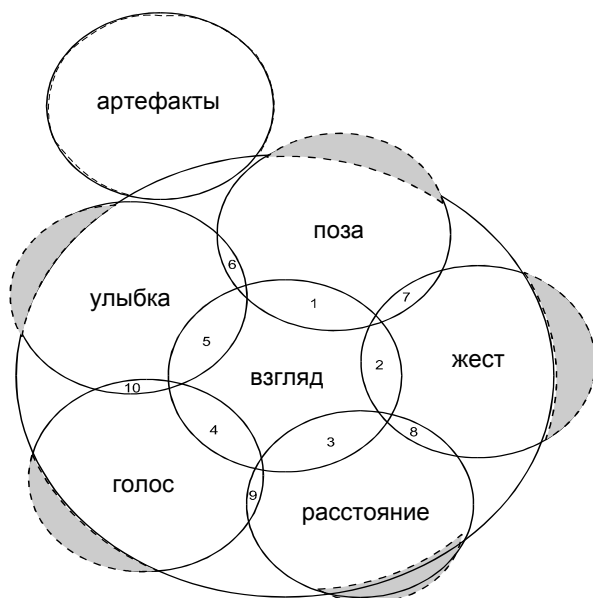 артефакты
поза
6
улыбка
1
7
5
2
жест
взгляд
10
4
3
8
голос
9
расстояние